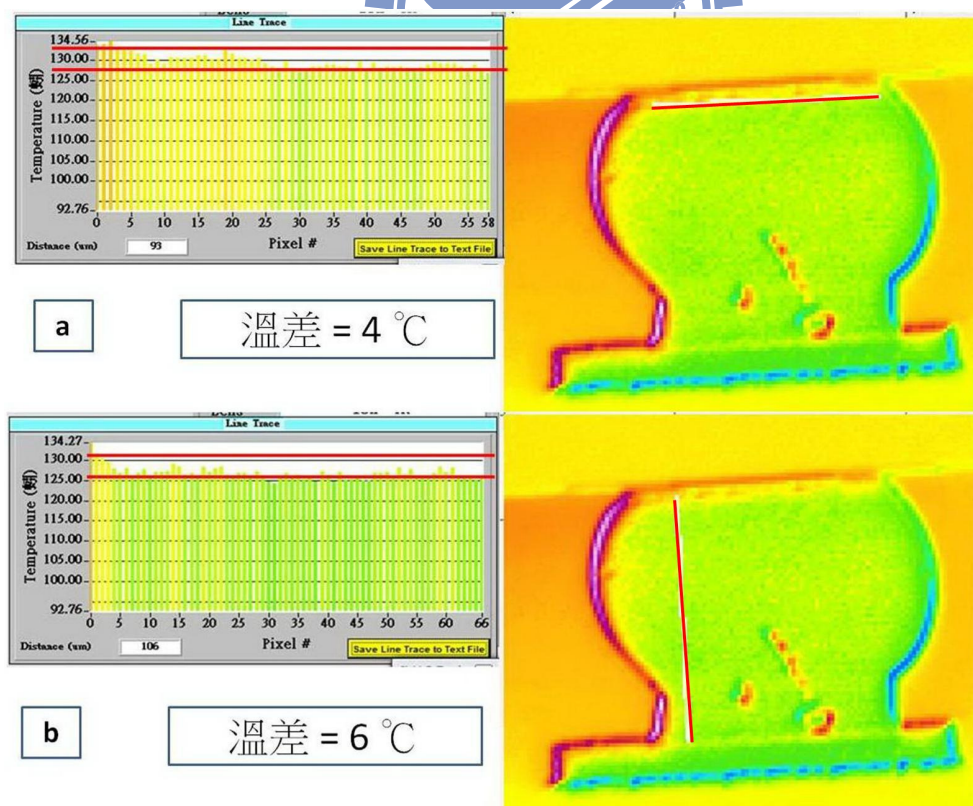 Line Trace
134.56
130.00
125.00
120.00
115.00
110.00
105.00
100.00
92.76
Temperature (蜊)
0 5 10 15 20 25 30 35 40 45 50 55 58
Distance (um) 93 Pixel # Save Line Trace to Text File
a
溫差 = 4 ℃
Line Trace
134.27
130.00
125.00
120.00
115.00
110.00
105.00
100.00
92.76
Temperature (蜊)
0 5 10 15 20 25 30 35 40 45 50 55 60 66
Distance (um) 106 Pixel # Save Line Trace to Text File
b
溫差 = 6 ℃